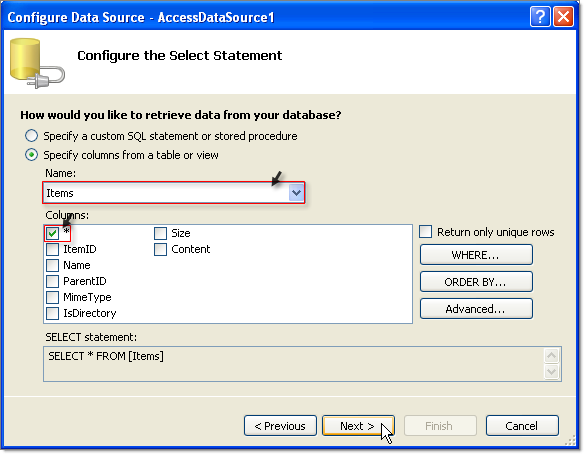 Configure Data Source - AccessDataSource1
Configure the Select Statement
How would you like to retrieve data from your database?
Specify a custom SQL statement or stored procedure
Specify columns from a table or view
Name:
Items
Columns:
*
ItemID
Name
ParentID
MimeType
IsDirectory
Size
Content
Return only unique rows
WHERE...
ORDER BY...
Advanced...
SELECT statement:
SELECT * FROM [Items]
< Previous
Next >
Finish
Cancel